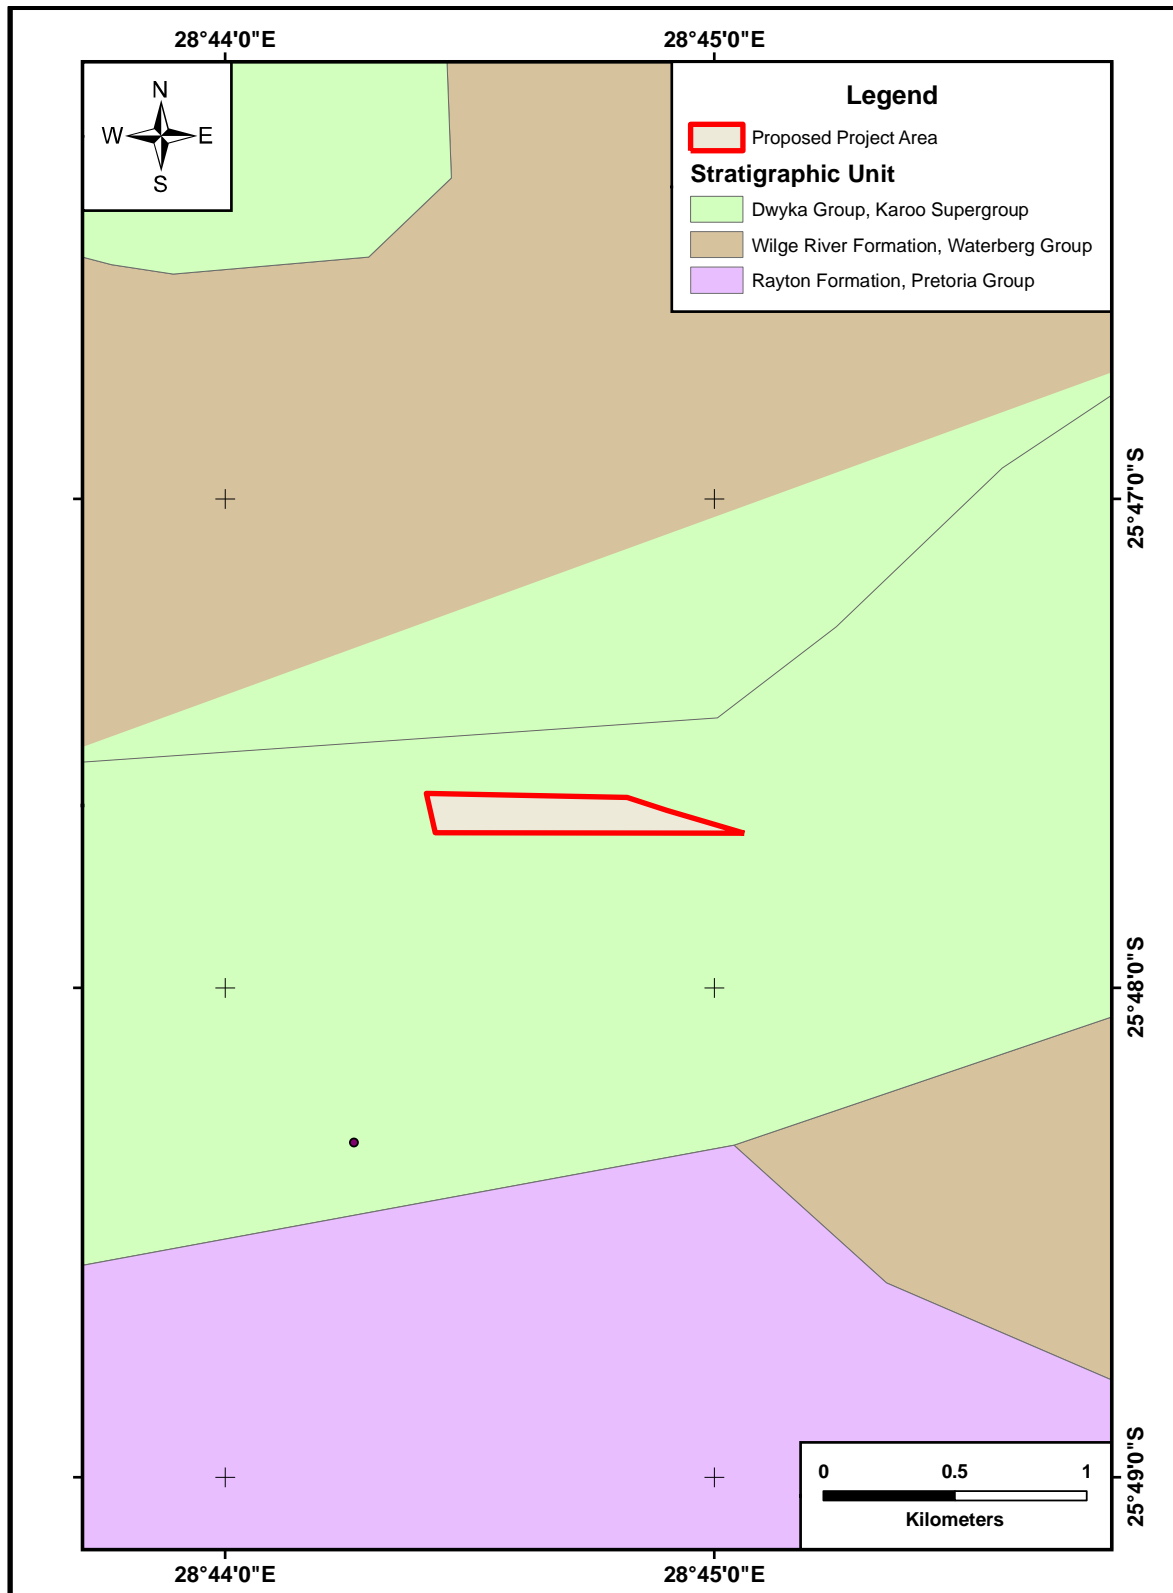 28°44'0"E 28°45'0"E
N
W E
S
Legend
Proposed Project Area
Stratigraphic Unit
Dwyka Group, Karoo Supergroup
Wilge River Formation, Waterberg Group
Rayton Formation, Pretoria Group
25°47'0"S
25°48'0"S
25°49'0"S
0 0.5 1
Kilometers
28°44'0"E 28°45'0"E